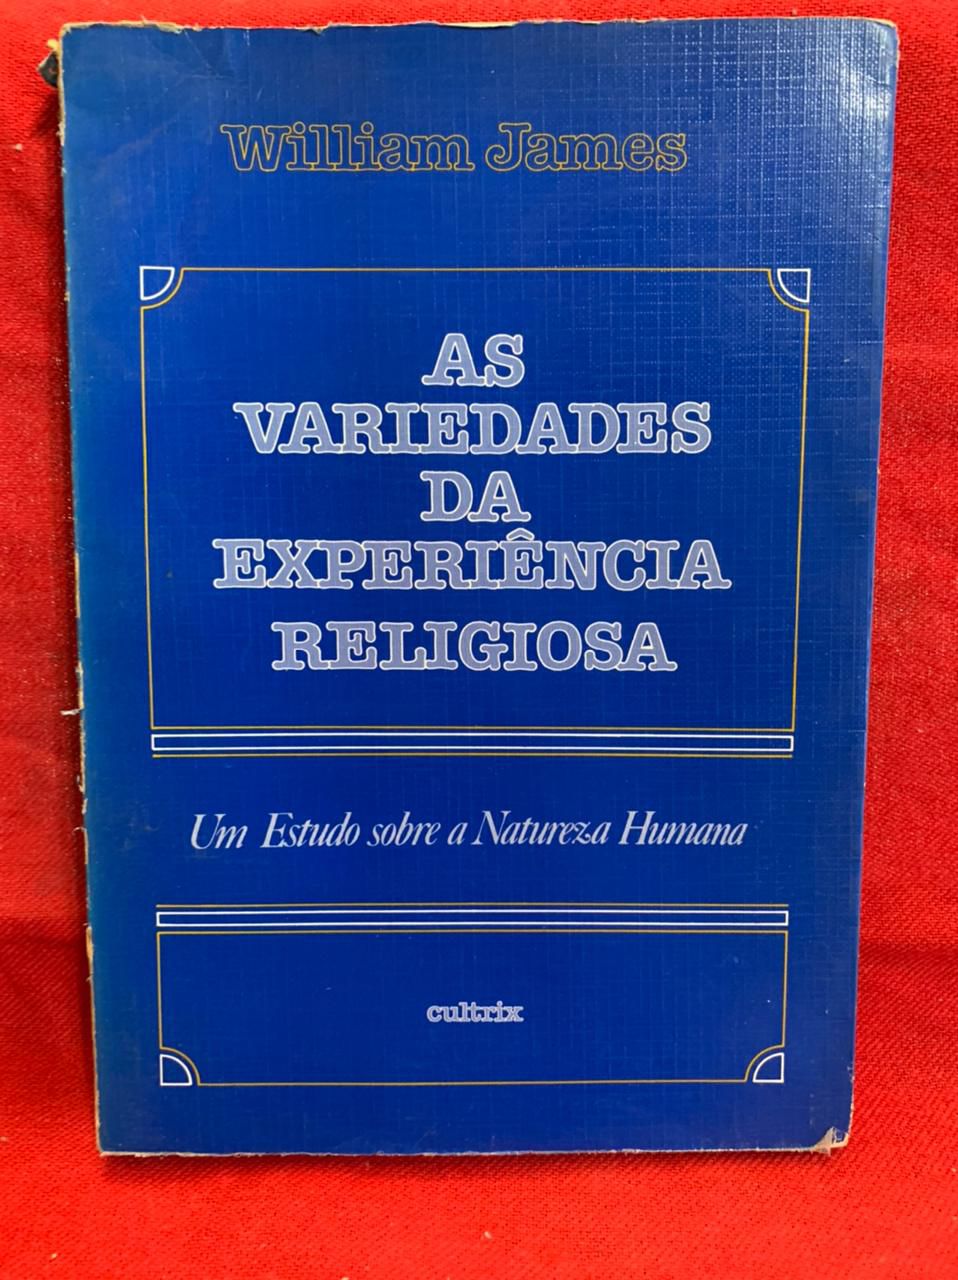 William James
AS
VARIEDADES
DA
EXPERIÊNCIA
RELIGIOSA
Um Estudo sobre a Natureza Humana
cultrix